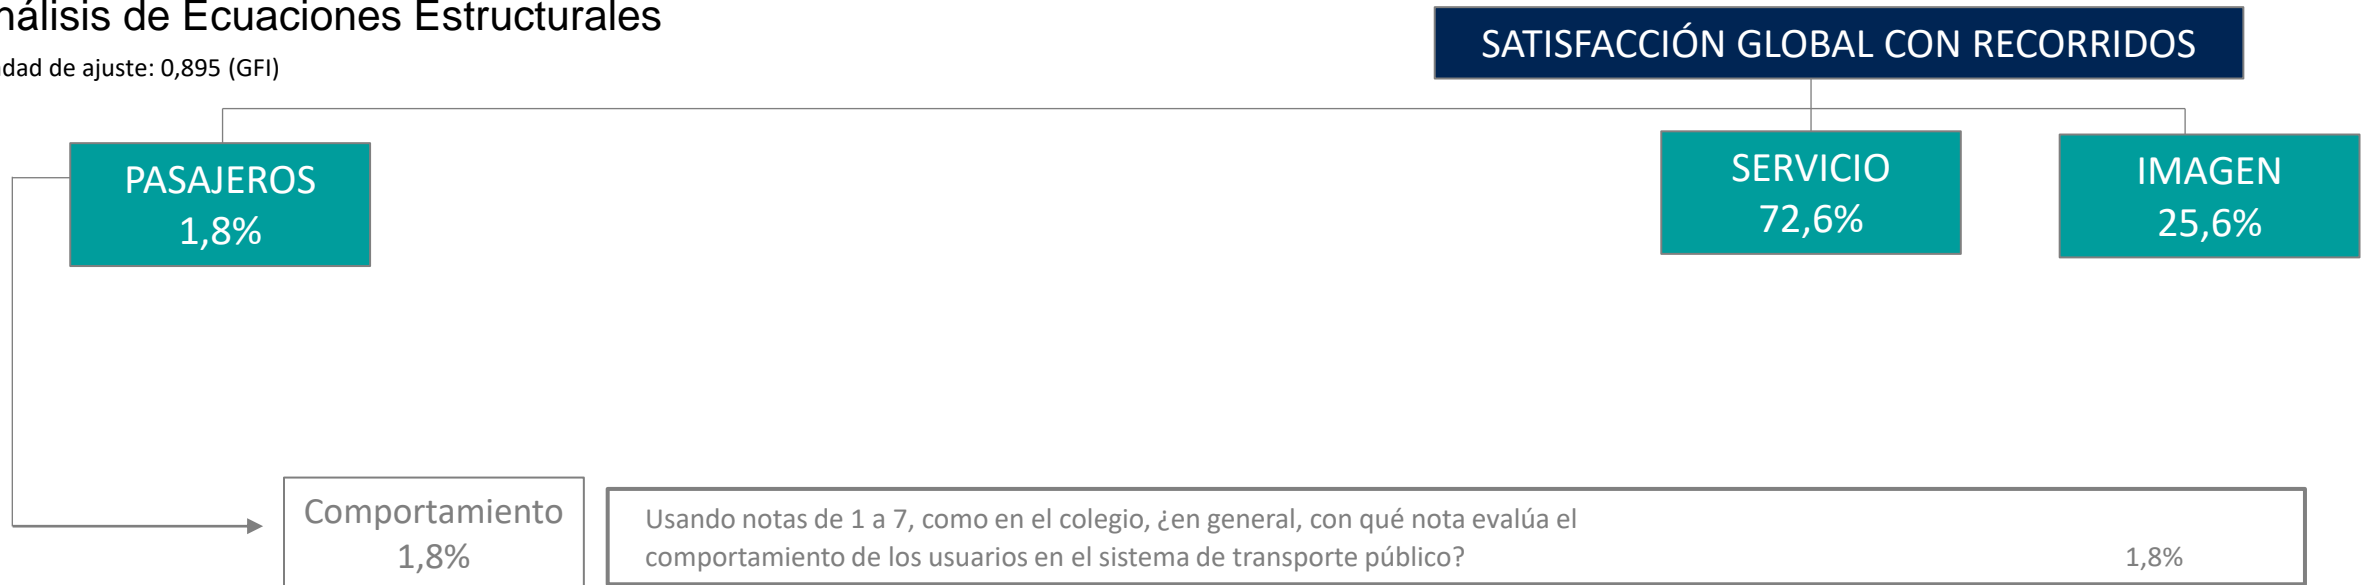 nálisis de Ecuaciones Estructurales
dad de ajuste: 0,895 (GFI)
SATISFACCIÓN GLOBAL CON RECORRIDOS
PASAJEROS
1,8%
SERVICIO
72,6%
IMAGEN
25,6%
Comportamiento
1,8%
Usando notas de 1 a 7, como en el colegio, ¿en general, con qué nota evalúa el
comportamiento de los usuarios en el sistema de transporte público? 1,8%